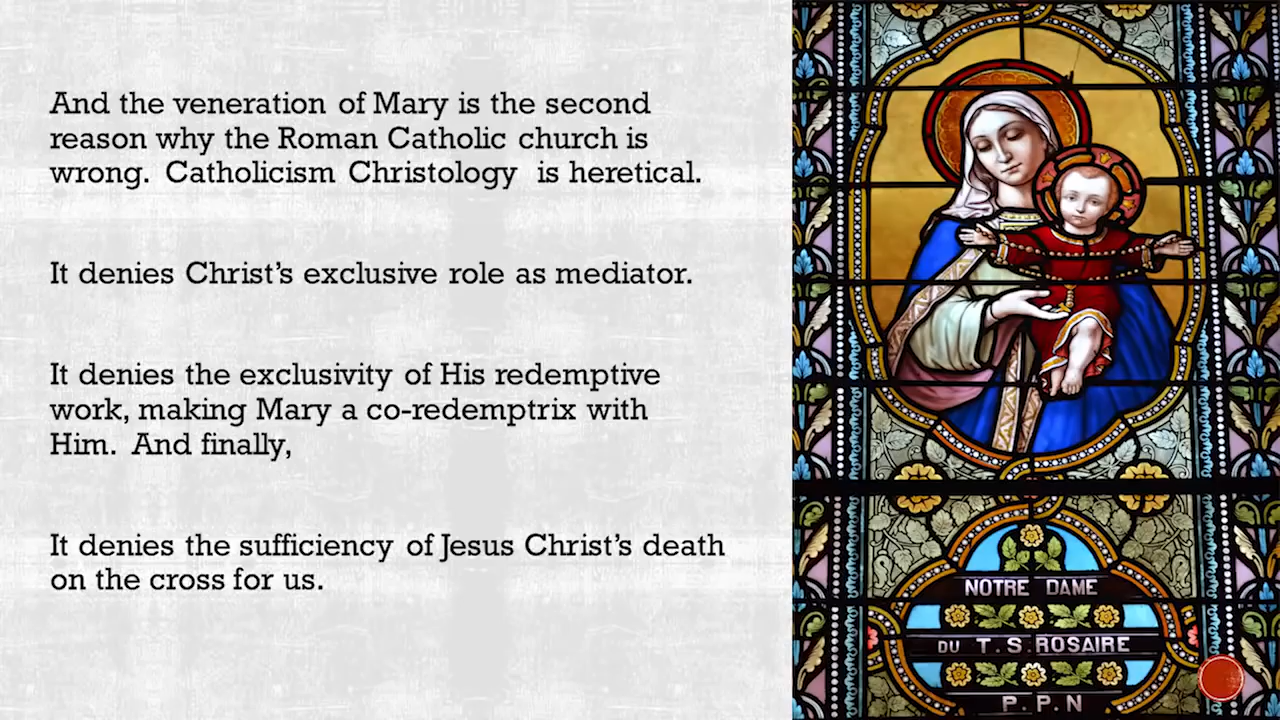 And the veneration of Mary is the second
reason why the Roman Catholic church is
wrong.  Catholicism Christology  is heretical.
It denies Christ's exclusive role as mediator.
It denies the exclusivity of His redemptive
work, making Mary a co-redemptrix with
Him.  And finally,
It denies the sufficiency of Jesus Christ's death
on the cross for us.
NOTRE DAME
DU T.S.ROSAIRE
P.P.N